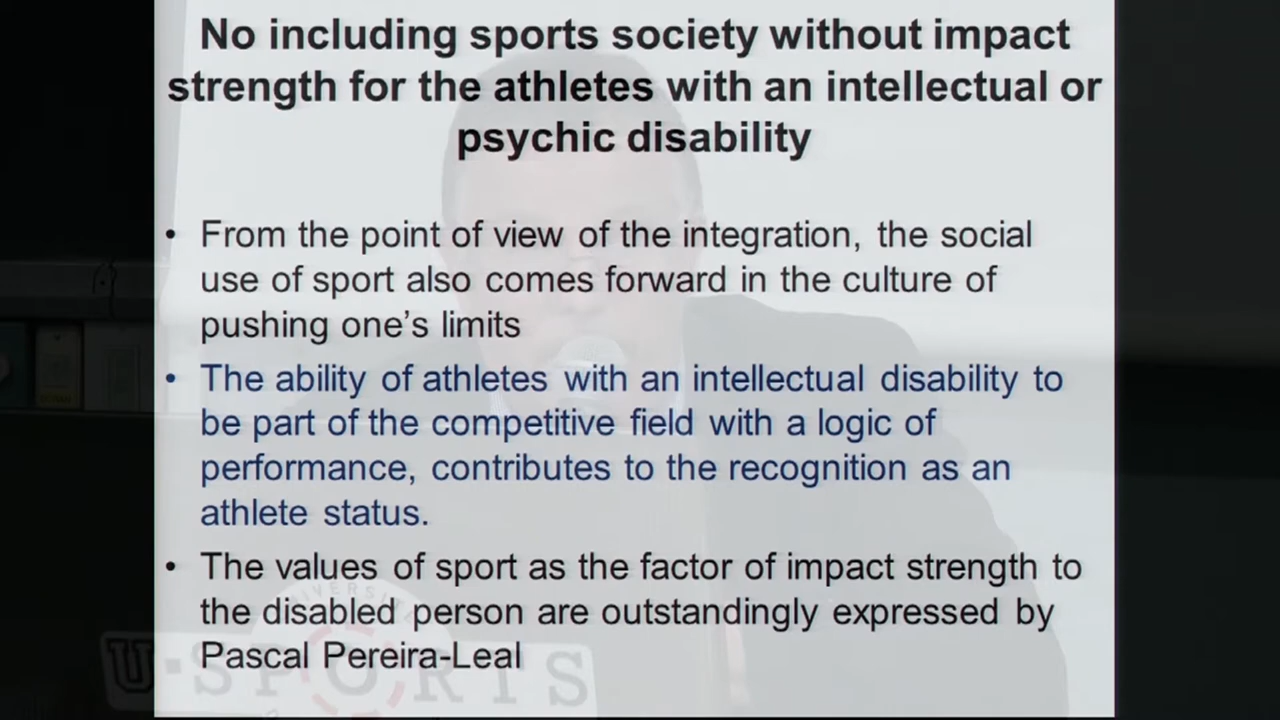 No including sports society without impact
strength for the athletes with an intellectual or
psychic disability
• From the point of view of the integration, the social
use of sport also comes forward in the culture of
pushing one’s limits
• The ability of athletes with an intellectual disability to
be part of the competitive field with a logic of
performance, contributes to the recognition as an
athlete status.
• The values of sport as the factor of impact strength to
the disabled person are outstandingly expressed by
Pascal Pereira-Leal
U·SPORTS